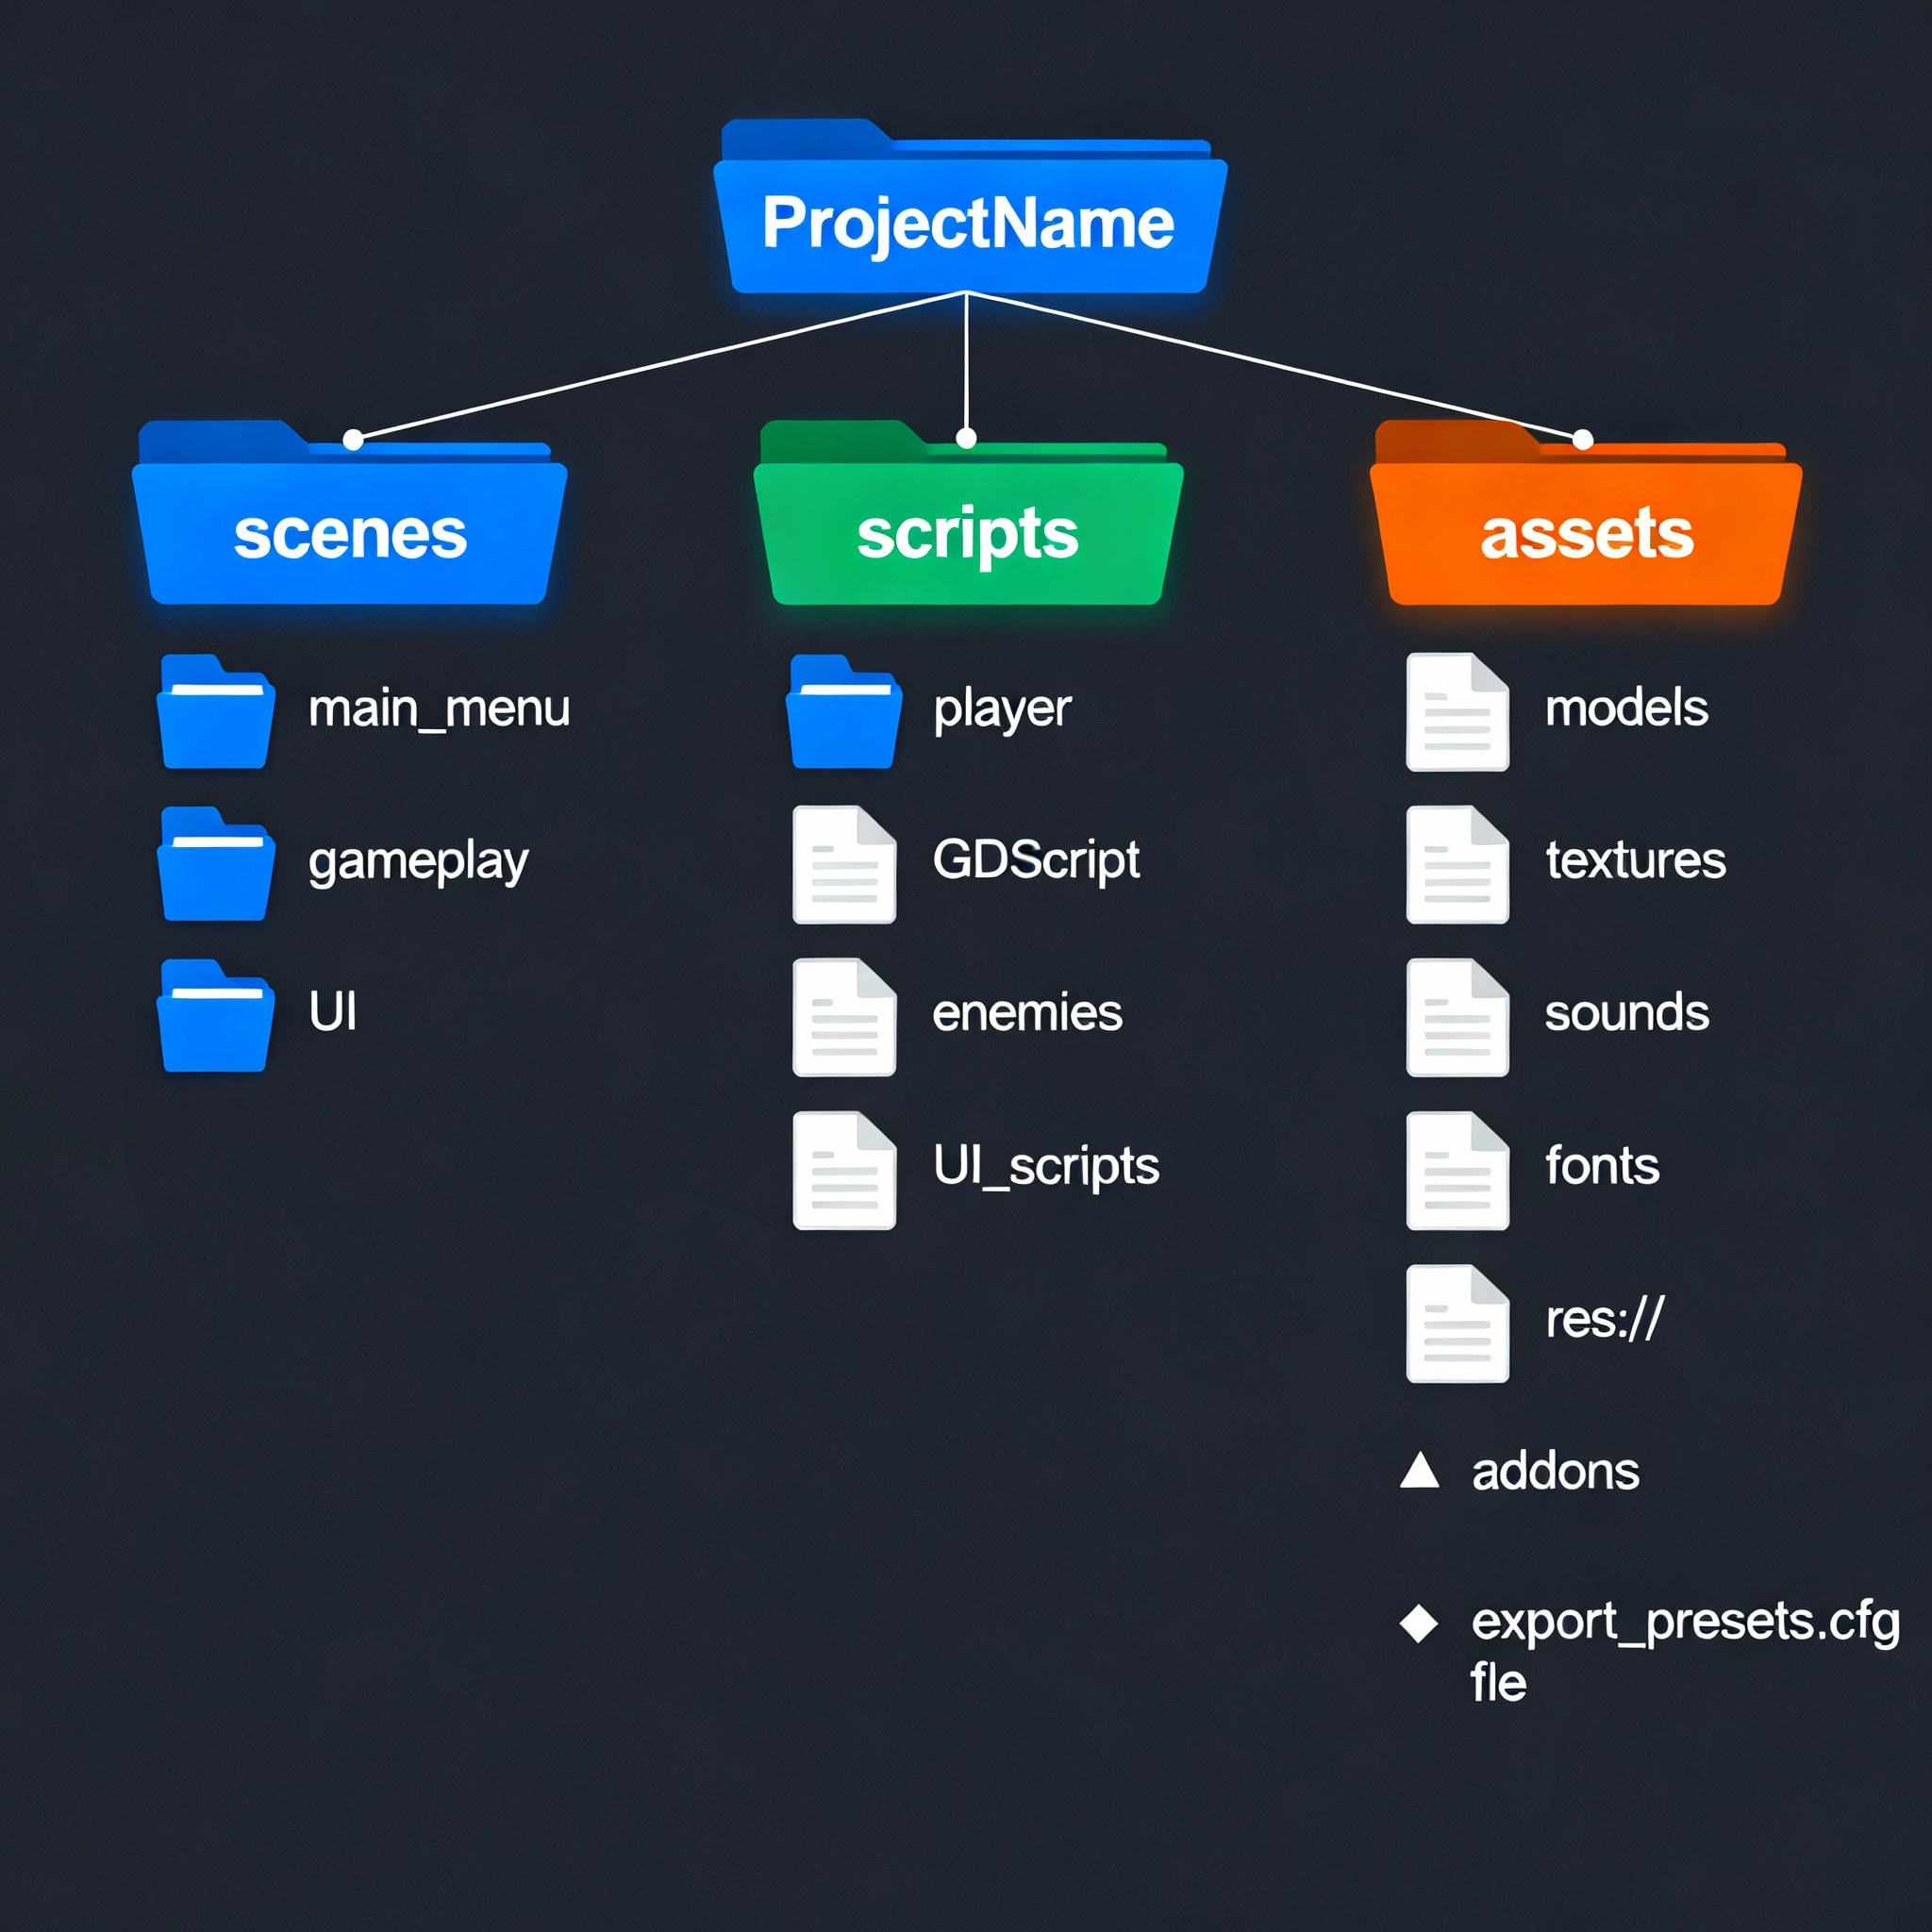 ProjectName
scenes
scripts
assets
main_menu
player
models
gameplay
GDScript
textures
UI
enemies
sounds
UI_scripts
fonts
res://
addons
export_presets.cfg
fle